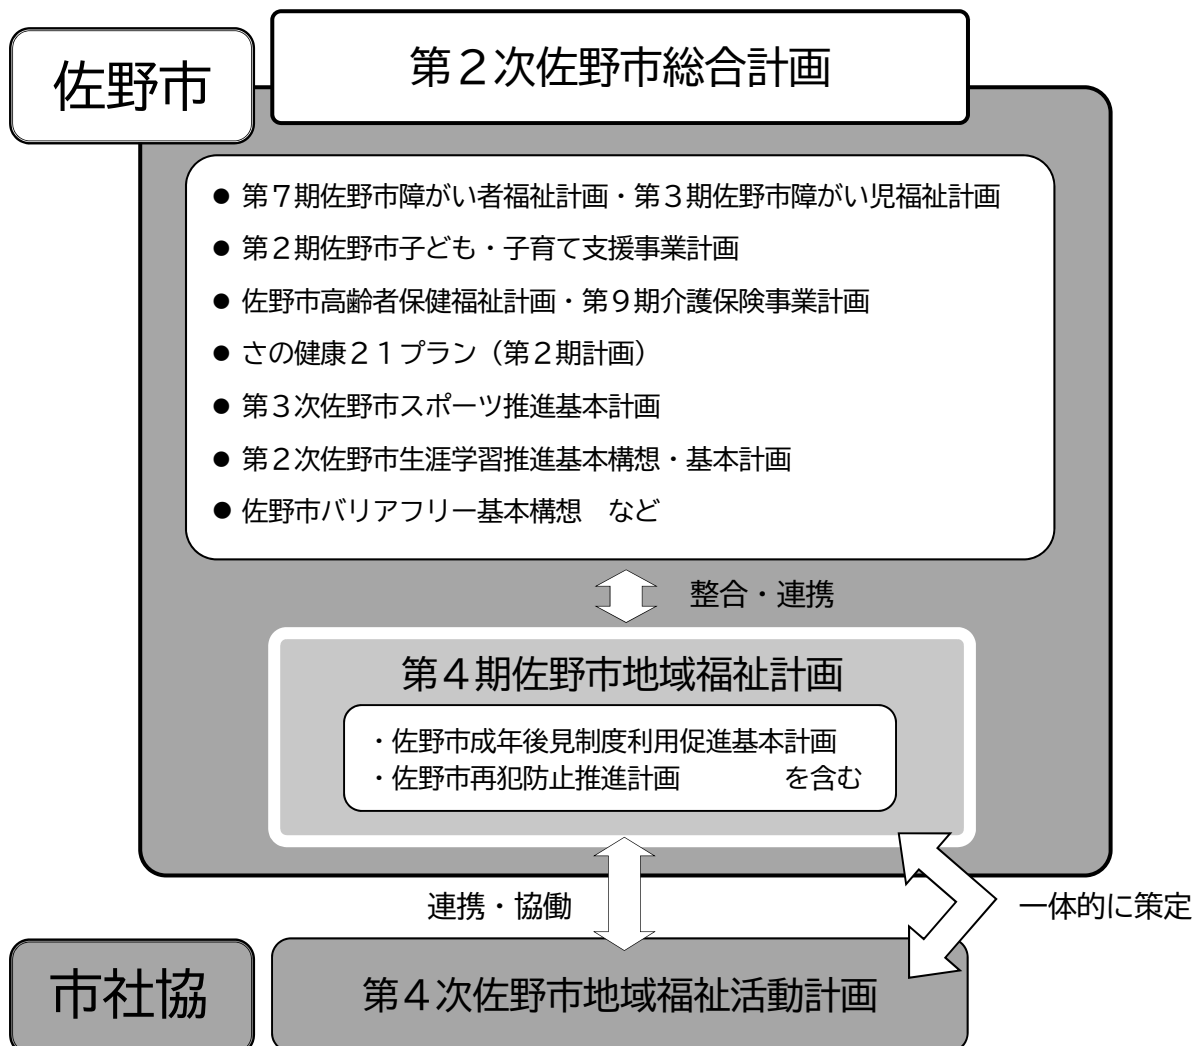 佐野市
第２次佐野市総合計画
● 第７期佐野市障がい者福祉計画・第３期佐野市障がい児福祉計画
● 第２期佐野市子ども・子育て支援事業計画
● 佐野市高齢者保健福祉計画・第９期介護保険事業計画
● さの健康２１プラン（第２期計画）
● 第３次佐野市スポーツ推進基本計画
● 第２次佐野市生涯学習推進基本構想・基本計画
● 佐野市バリアフリー基本構想　など
整合・連携
第４期佐野市地域福祉計画
・佐野市成年後見制度利用促進基本計画
・佐野市再犯防止推進計画　　　　を含む
連携・協働
一体的に策定
市社協
第４次佐野市地域福祉活動計画